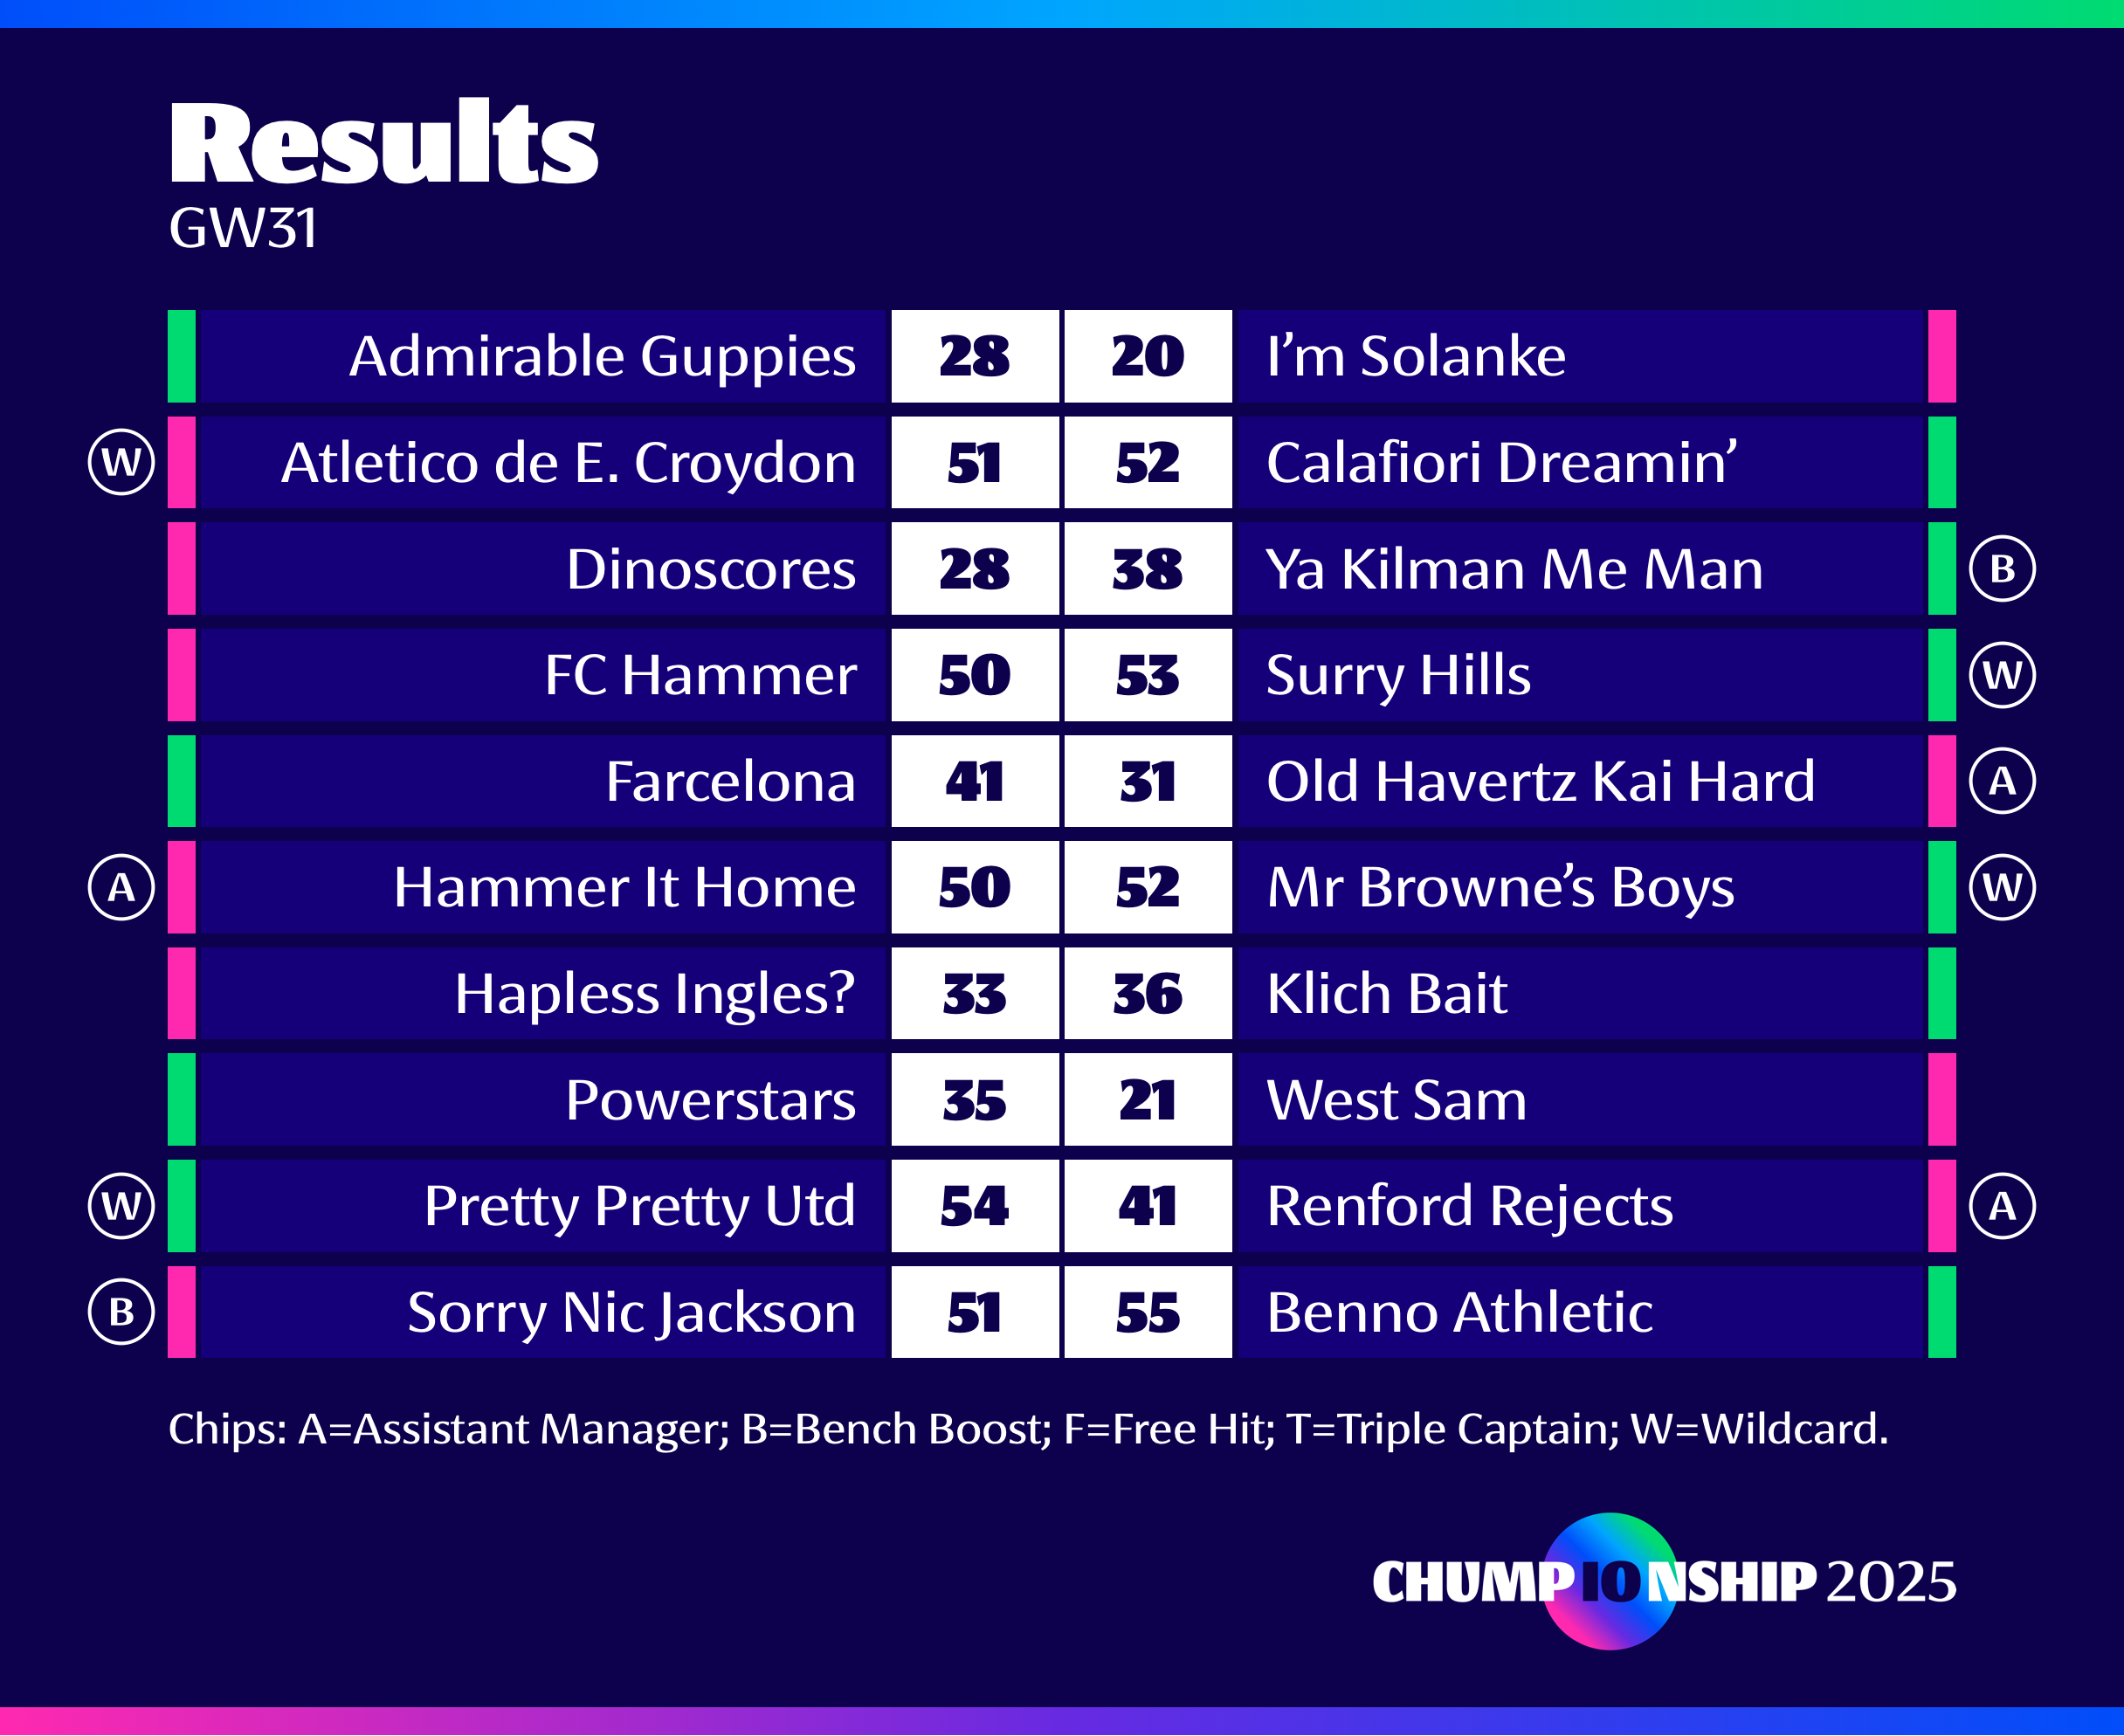 Results
GW31
Admirable Guppies 28 20 I’m Solanke
W Atletico de E. Croydon 51 52 Calafiori Dreamin’
Dinoscores 28 38 Ya Kilman Me Man B
FC Hammer 50 53 Surry Hills W
Farcelona 41 31 Old Havertz Kai Hard A
A Hammer It Home 50 52 Mr Browne’s Boys W
Hapless Ingles? 33 36 Klich Bait
Powerstars 35 21 West Sam
W Pretty Pretty Utd 54 41 Renford Rejects A
B Sorry Nic Jackson 51 55 Benno Athletic
Chips: A=Assistant Manager; B=Bench Boost; F=Free Hit; T=Triple Captain; W=Wildcard.
CHUMPIONSHIP 2025